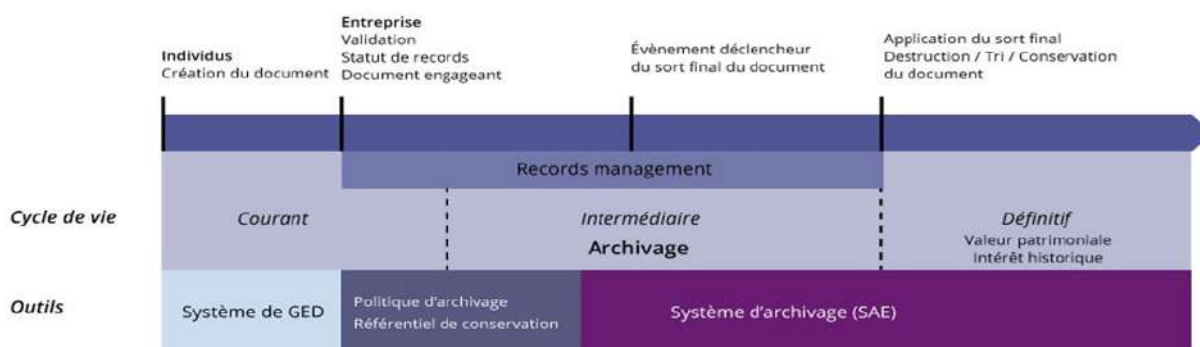 Individus
Création du document
Entreprise
Validation
Statut de records
Document engageant
Évènement déclencheur
du sort final du document
Application du sort final
Destruction / Tri / Conservation
du document
Records management
Cycle de vie
Courant
Intermédiaire
Archivage
Définitif
Valeur patrimoniale
Intérêt historique
Outils
Système de GED
Politique d'archivage
Référentiel de conservation
Système d'archivage (SAE)